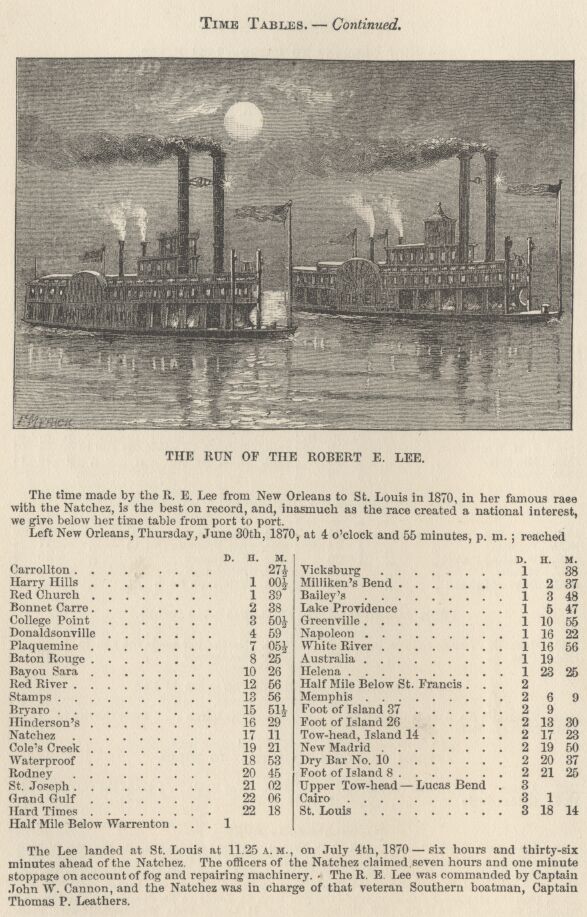 TIME TABLES. — Continued.
F. MERRICK
THE RUN OF THE ROBERT E. LEE.
The time made by the R. E. Lee from New Orleans to St. Louis in 1870, in her famous race
with the Natchez, is the best on record, and, inasmuch as the race created a national interest,
we give below her time table from port to port.
Left New Orleans, Thursday, June 30th, 1870, at 4 o'clock and 55 minutes, p. m. ; reached
D. H. M.
Carrollton . . . . . . . . 27½
Harry Hills . . . . . . . 1 00½
Red Church . . . . . . . 1 39
Bonnet Carre . . . . . . . 2 38
College Point . . . . . . . 3 50½
Donaldsonville . . . . . . 4 59
Plaquemine . . . . . . . 7 05½
Baton Rouge . . . . . . . 8 25
Bayou Sara . . . . . . . 10 26
Red River . . . . . . . . 12 56
Stamps . . . . . . . . 13 56
Bryaro . . . . . . . . 15 51½
Hinderson's . . . . . . . 16 29
Natchez . . . . . . . . 17 11
Cole's Creek . . . . . . . 19 21
Waterproof . . . . . . . 18 53
Rodney . . . . . . . . 20 45
St. Joseph . . . . . . . . 21 02
Grand Gulf . . . . . . . 22 06
Hard Times . . . . . . . 22 18
Half Mile Below Warrenton . . . 1
D. H. M.
Vicksburg . . . . . . . 1 38
Milliken's Bend . . . . . . 1 2 37
Bailey's . . . . . . . . 1 3 48
Lake Providence . . . . . . 1 5 47
Greenville . . . . . . . 1 10 55
Napoleon . . . . . . . 1 16 22
White River . . . . . . . 1 16 56
Australia . . . . . . . 1 19
Helena . . . . . . . . 1 23 25
Half Mile Below St. Francis . . . 2
Memphis . . . . . . . 2 6 9
Foot of Island 37 . . . . . 2 9
Foot of Island 26 . . . . . 2 13 30
Tow-head, Island 14 . . . . . 2 17 23
New Madrid . . . . . . . 2 19 50
Dry Bar No. 10 . . . . . . 2 20 37
Foot of Island 8 . . . . . . 2 21 25
Upper Tow-head — Lucas Bend . . 3
Cairo . . . . . . . . 3 1
St. Louis . . . . . . . 3 18 14
The Lee landed at St. Louis at 11.25 A. M., on July 4th, 1870 — six hours and thirty-six
minutes ahead of the Natchez. The officers of the Natchez claimed seven hours and one minute
stoppage on account of fog and repairing machinery. The R. E. Lee was commanded by Captain
John W. Cannon, and the Natchez was in charge of that veteran Southern boatman, Captain
Thomas P. Leathers.